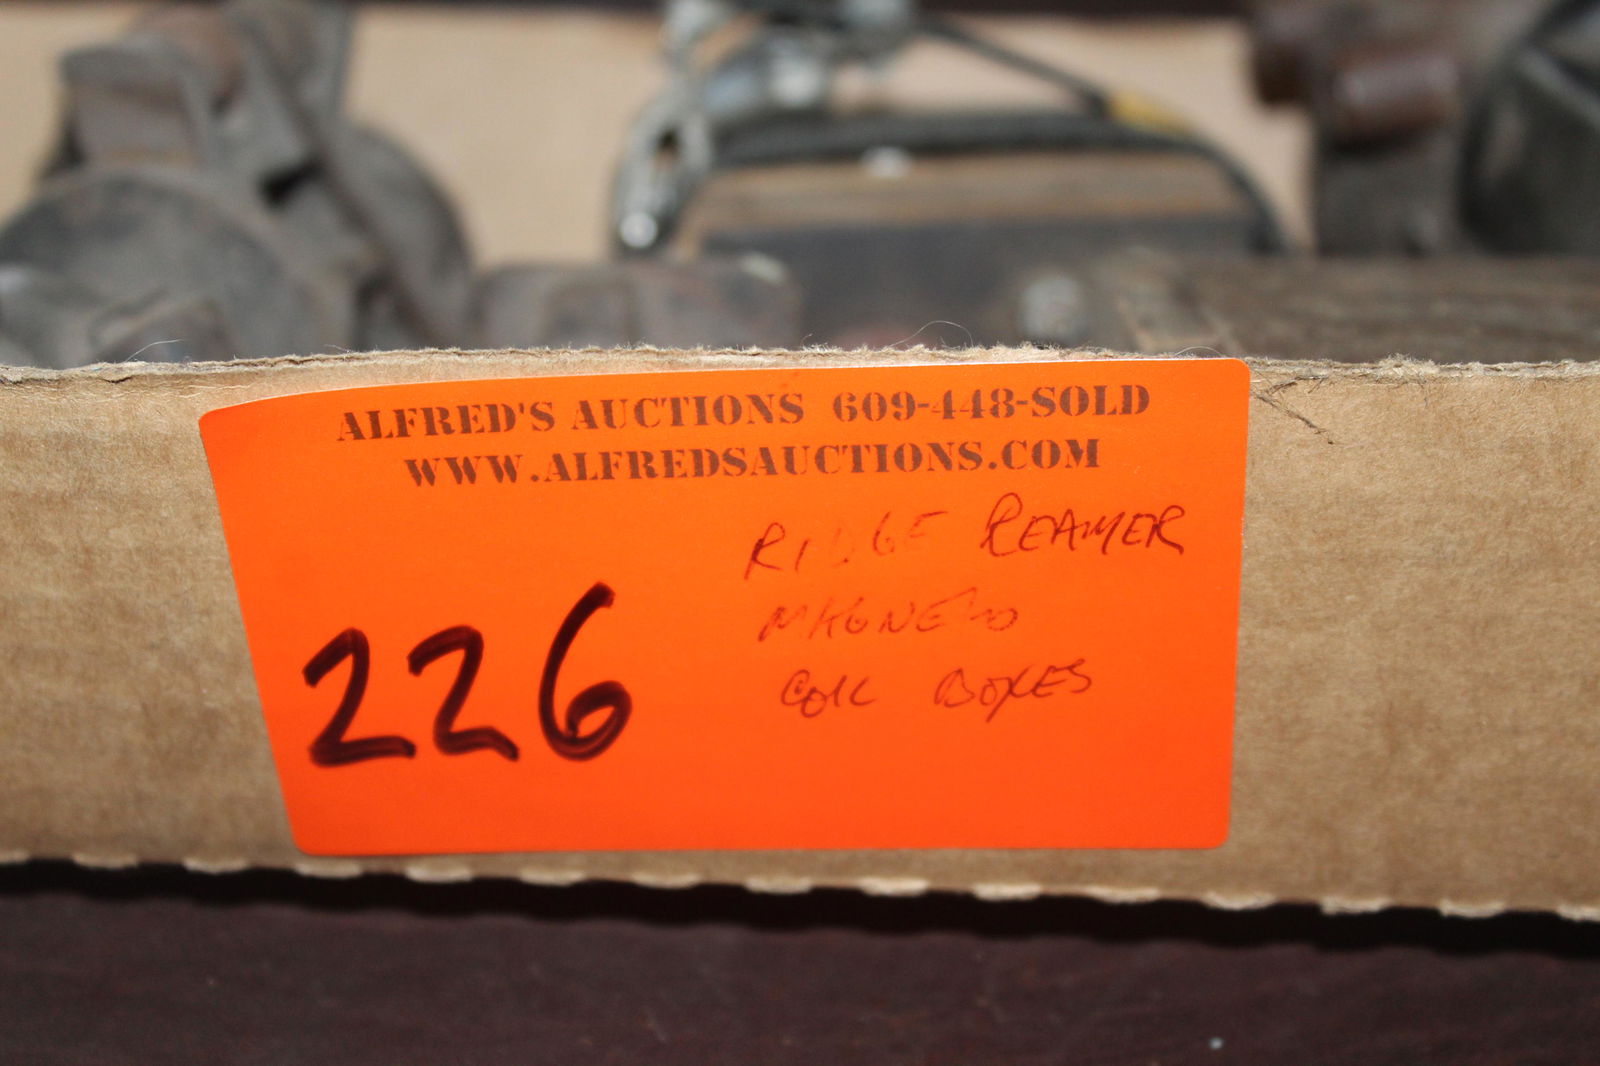 ALFRED'S AUCTIONS 609-448-SOLD
WWW.ALFREDSAUCTIONS.COM
226
RIDGE REAMER
MAGNETO
COIL BOXES